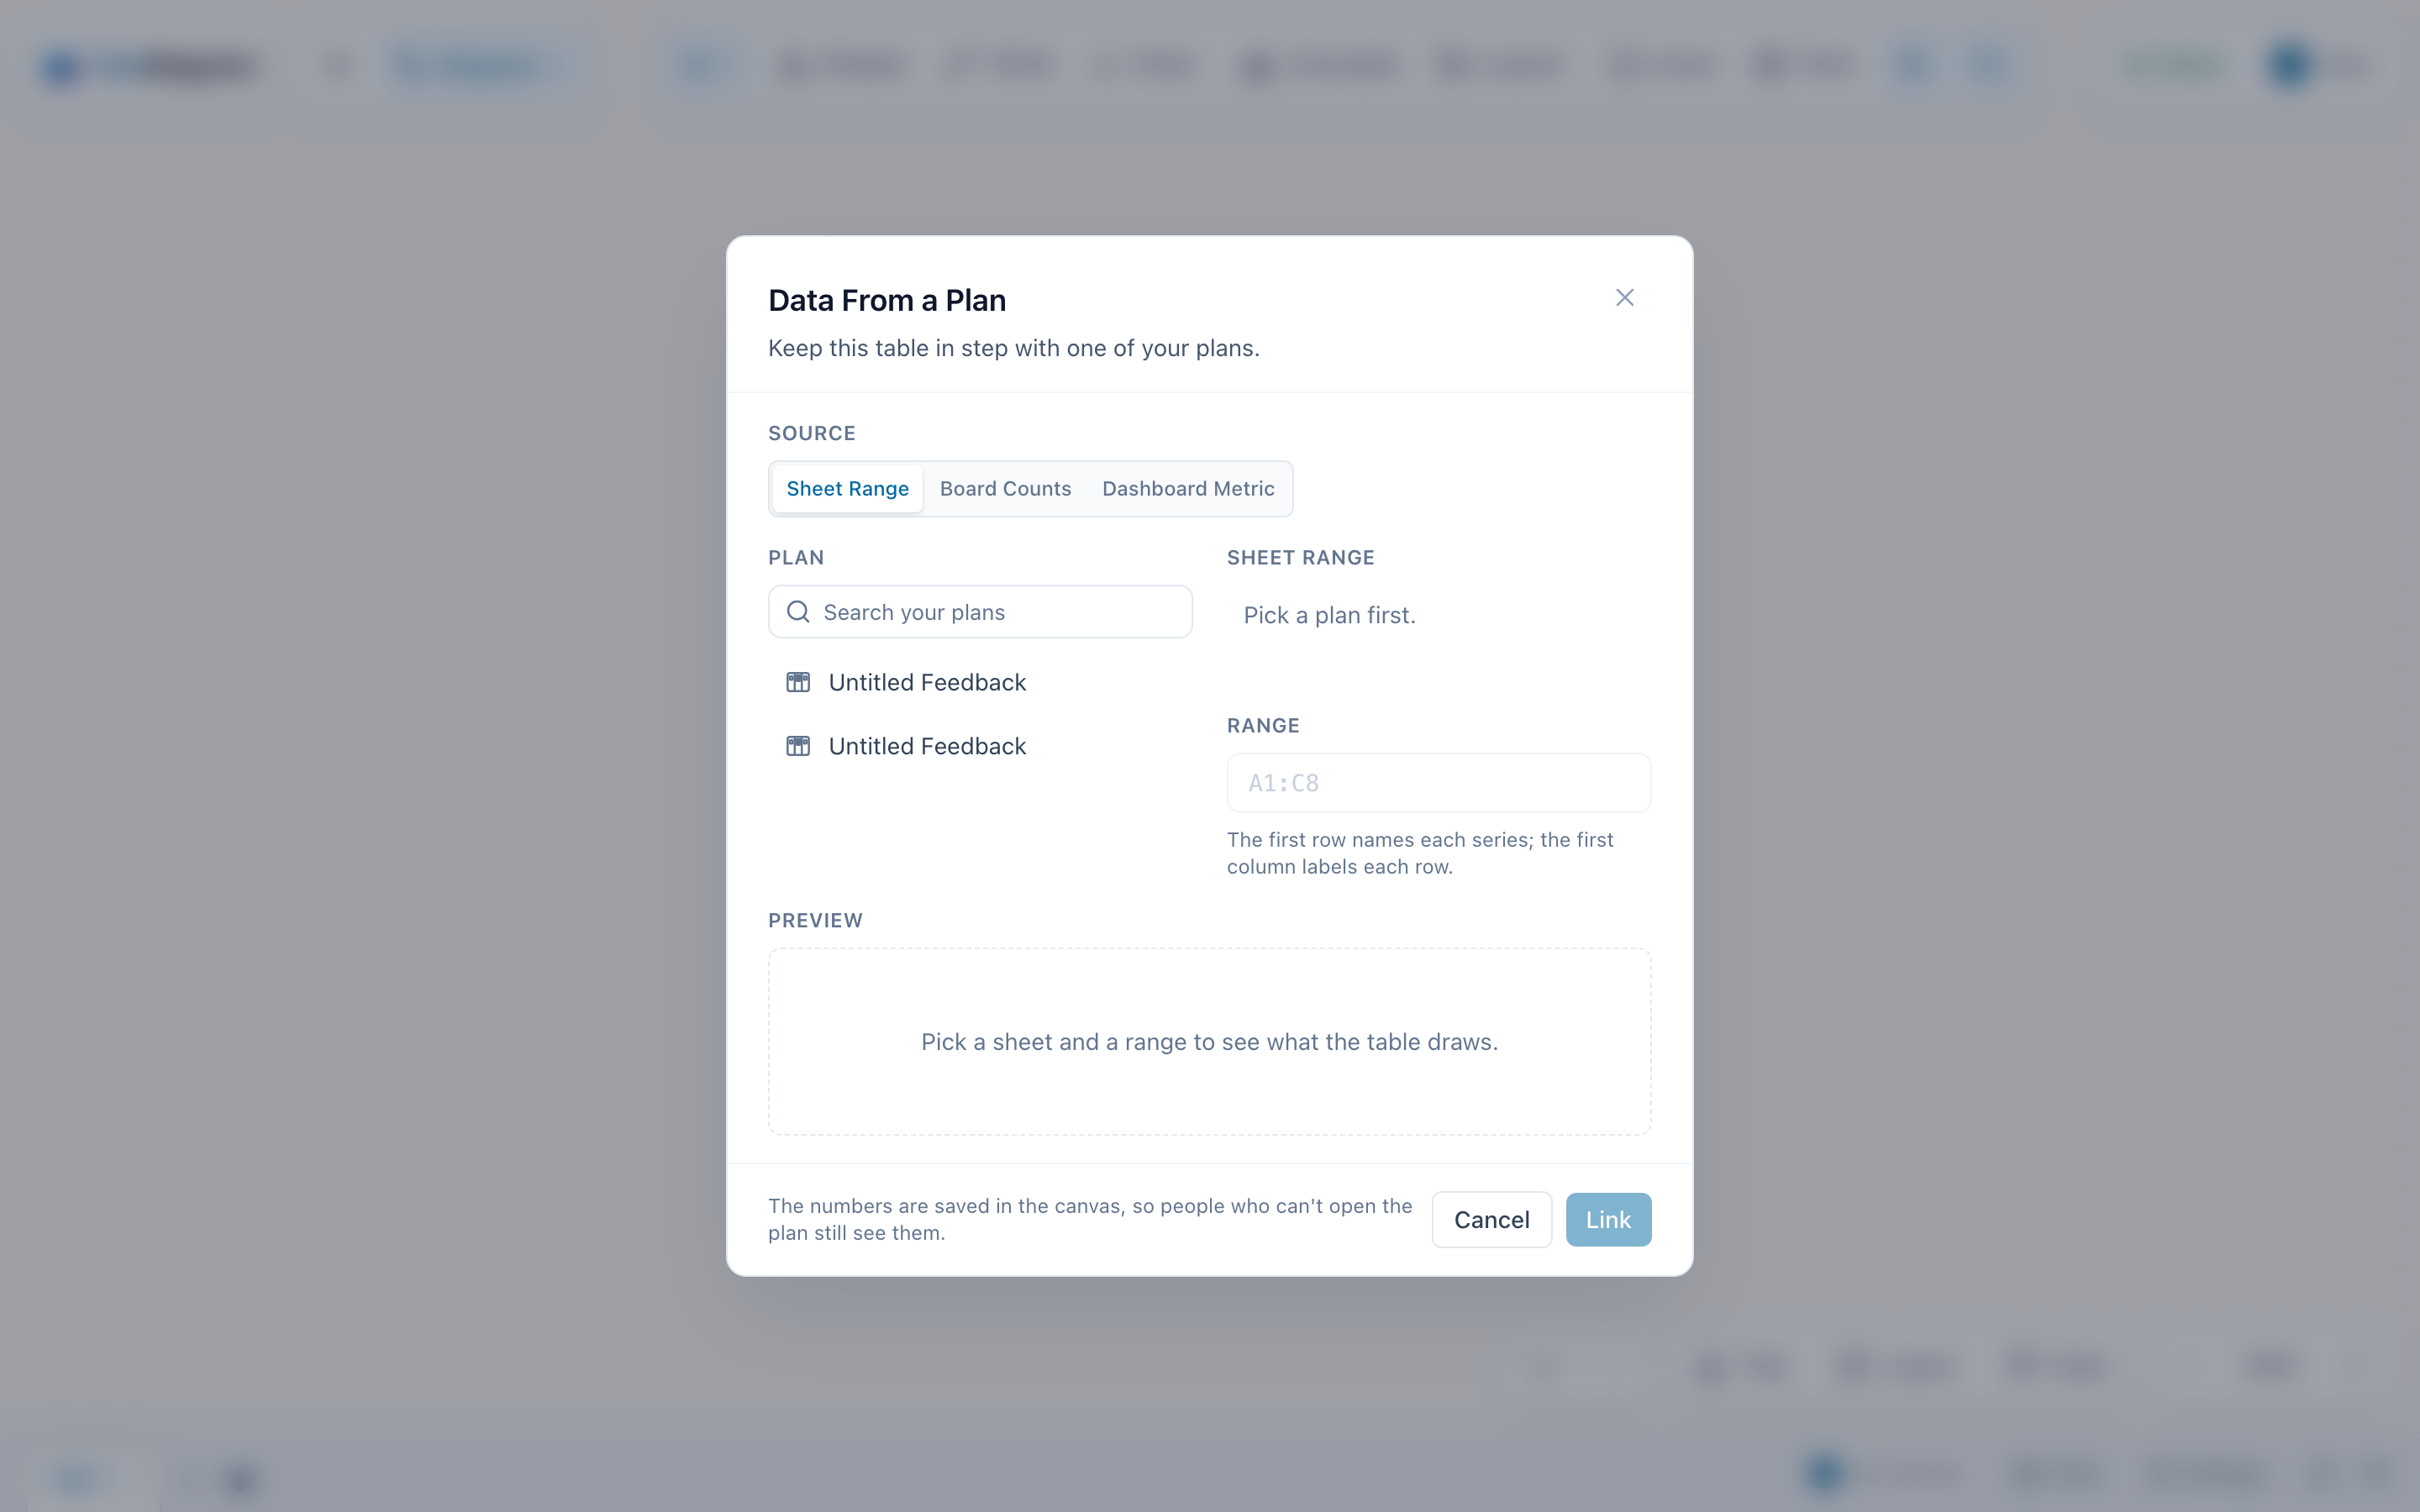 Data From a Plan
Keep this table in step with one of your plans.
SOURCE
Sheet Range
Board Counts
Dashboard Metric
PLAN
Search your plans
Untitled Feedback
Untitled Feedback
SHEET RANGE
Pick a plan first.
RANGE
A1:C8
The first row names each series; the first
column labels each row.
PREVIEW
Pick a sheet and a range to see what the table draws.
The numbers are saved in the canvas, so people who can't open the
plan still see them.
Cancel
Link